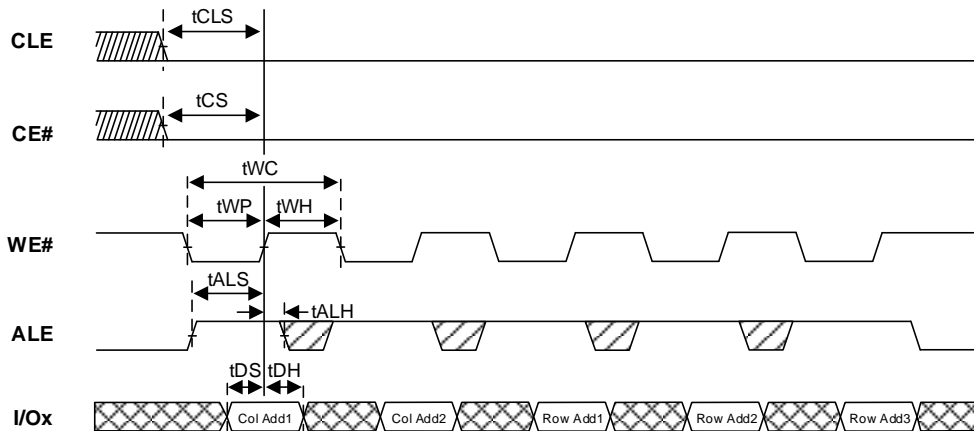 tCLS
CLE
tCS
CE#
tWC
tWP
tWH
WE#
tALS
tALH
ALE
tDS
tDH
I/Ox
Col Add1
Col Add2
Row Add1
Row Add2
Row Add3